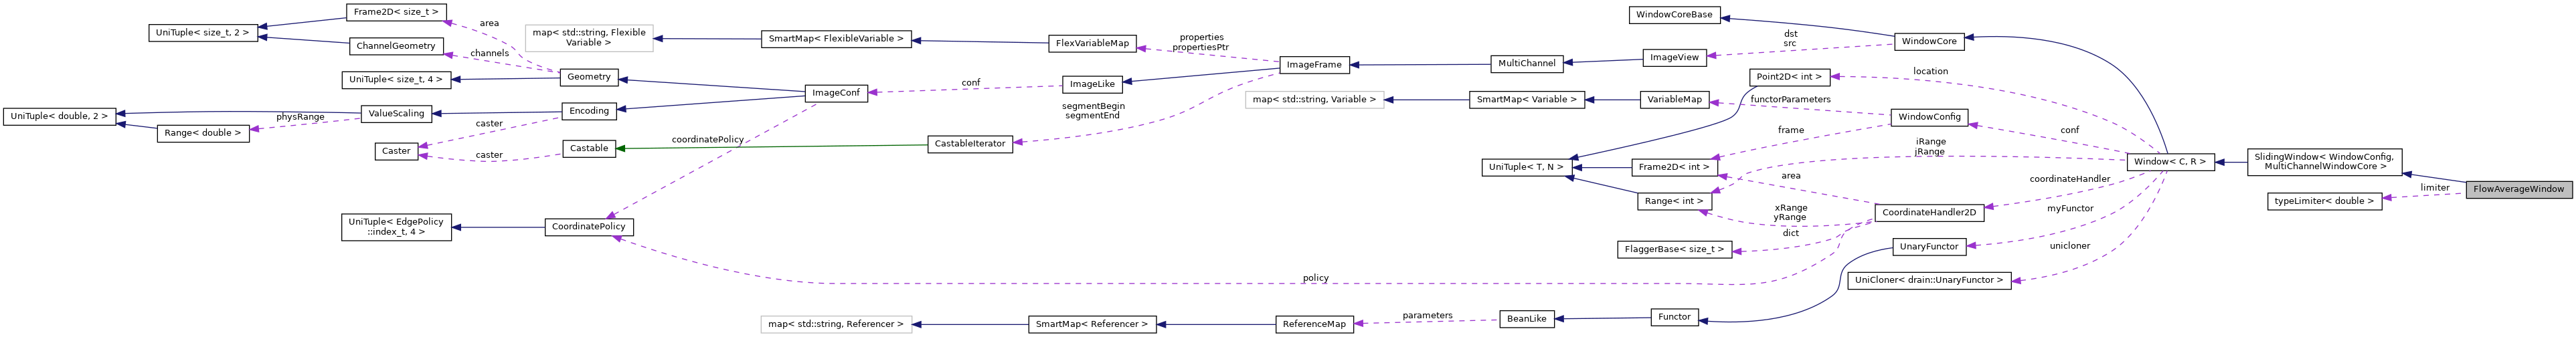 Frame2D< size_t >
UniTuple< size_t, 2 >
ChannelGeometry
UniTuple< size_t, 4 >
area
channels
Geometry
UniTuple< double, 2 >
Range< double >
physRange
ValueScaling
Caster
caster
caster
Encoding
Castable
map< std::string, Flexible
Variable >
SmartMap< FlexibleVariable >
FlexVariableMap
properties
propertiesPtr
ImageConf
conf
ImageLike
ImageFrame
segmentBegin
segmentEnd
coordinatePolicy
CastableIterator
UniTuple< EdgePolicy
::index_t, 4 >
CoordinatePolicy
policy
MultiChannel
ImageView
dst
src
WindowCoreBase
WindowCore
map< std::string, Variable >
SmartMap< Variable >
VariableMap
functorParameters
Point2D< int >
location
WindowConfig
frame
conf
iRange
jRange
UniTuple< T, N >
Frame2D< int >
Range< int >
area
xRange
yRange
dict
CoordinateHandler2D
coordinateHandler
myFunctor
unicloner
FlaggerBase< size_t >
UnaryFunctor
UniCloner< drain::UnaryFunctor >
Window< C, R >
SlidingWindow< WindowConfig,
MultiChannelWindowCore >
typeLimiter< double >
limiter
FlowAverageWindow
map< std::string, Referencer >
SmartMap< Referencer >
ReferenceMap
parameters
BeanLike
Functor